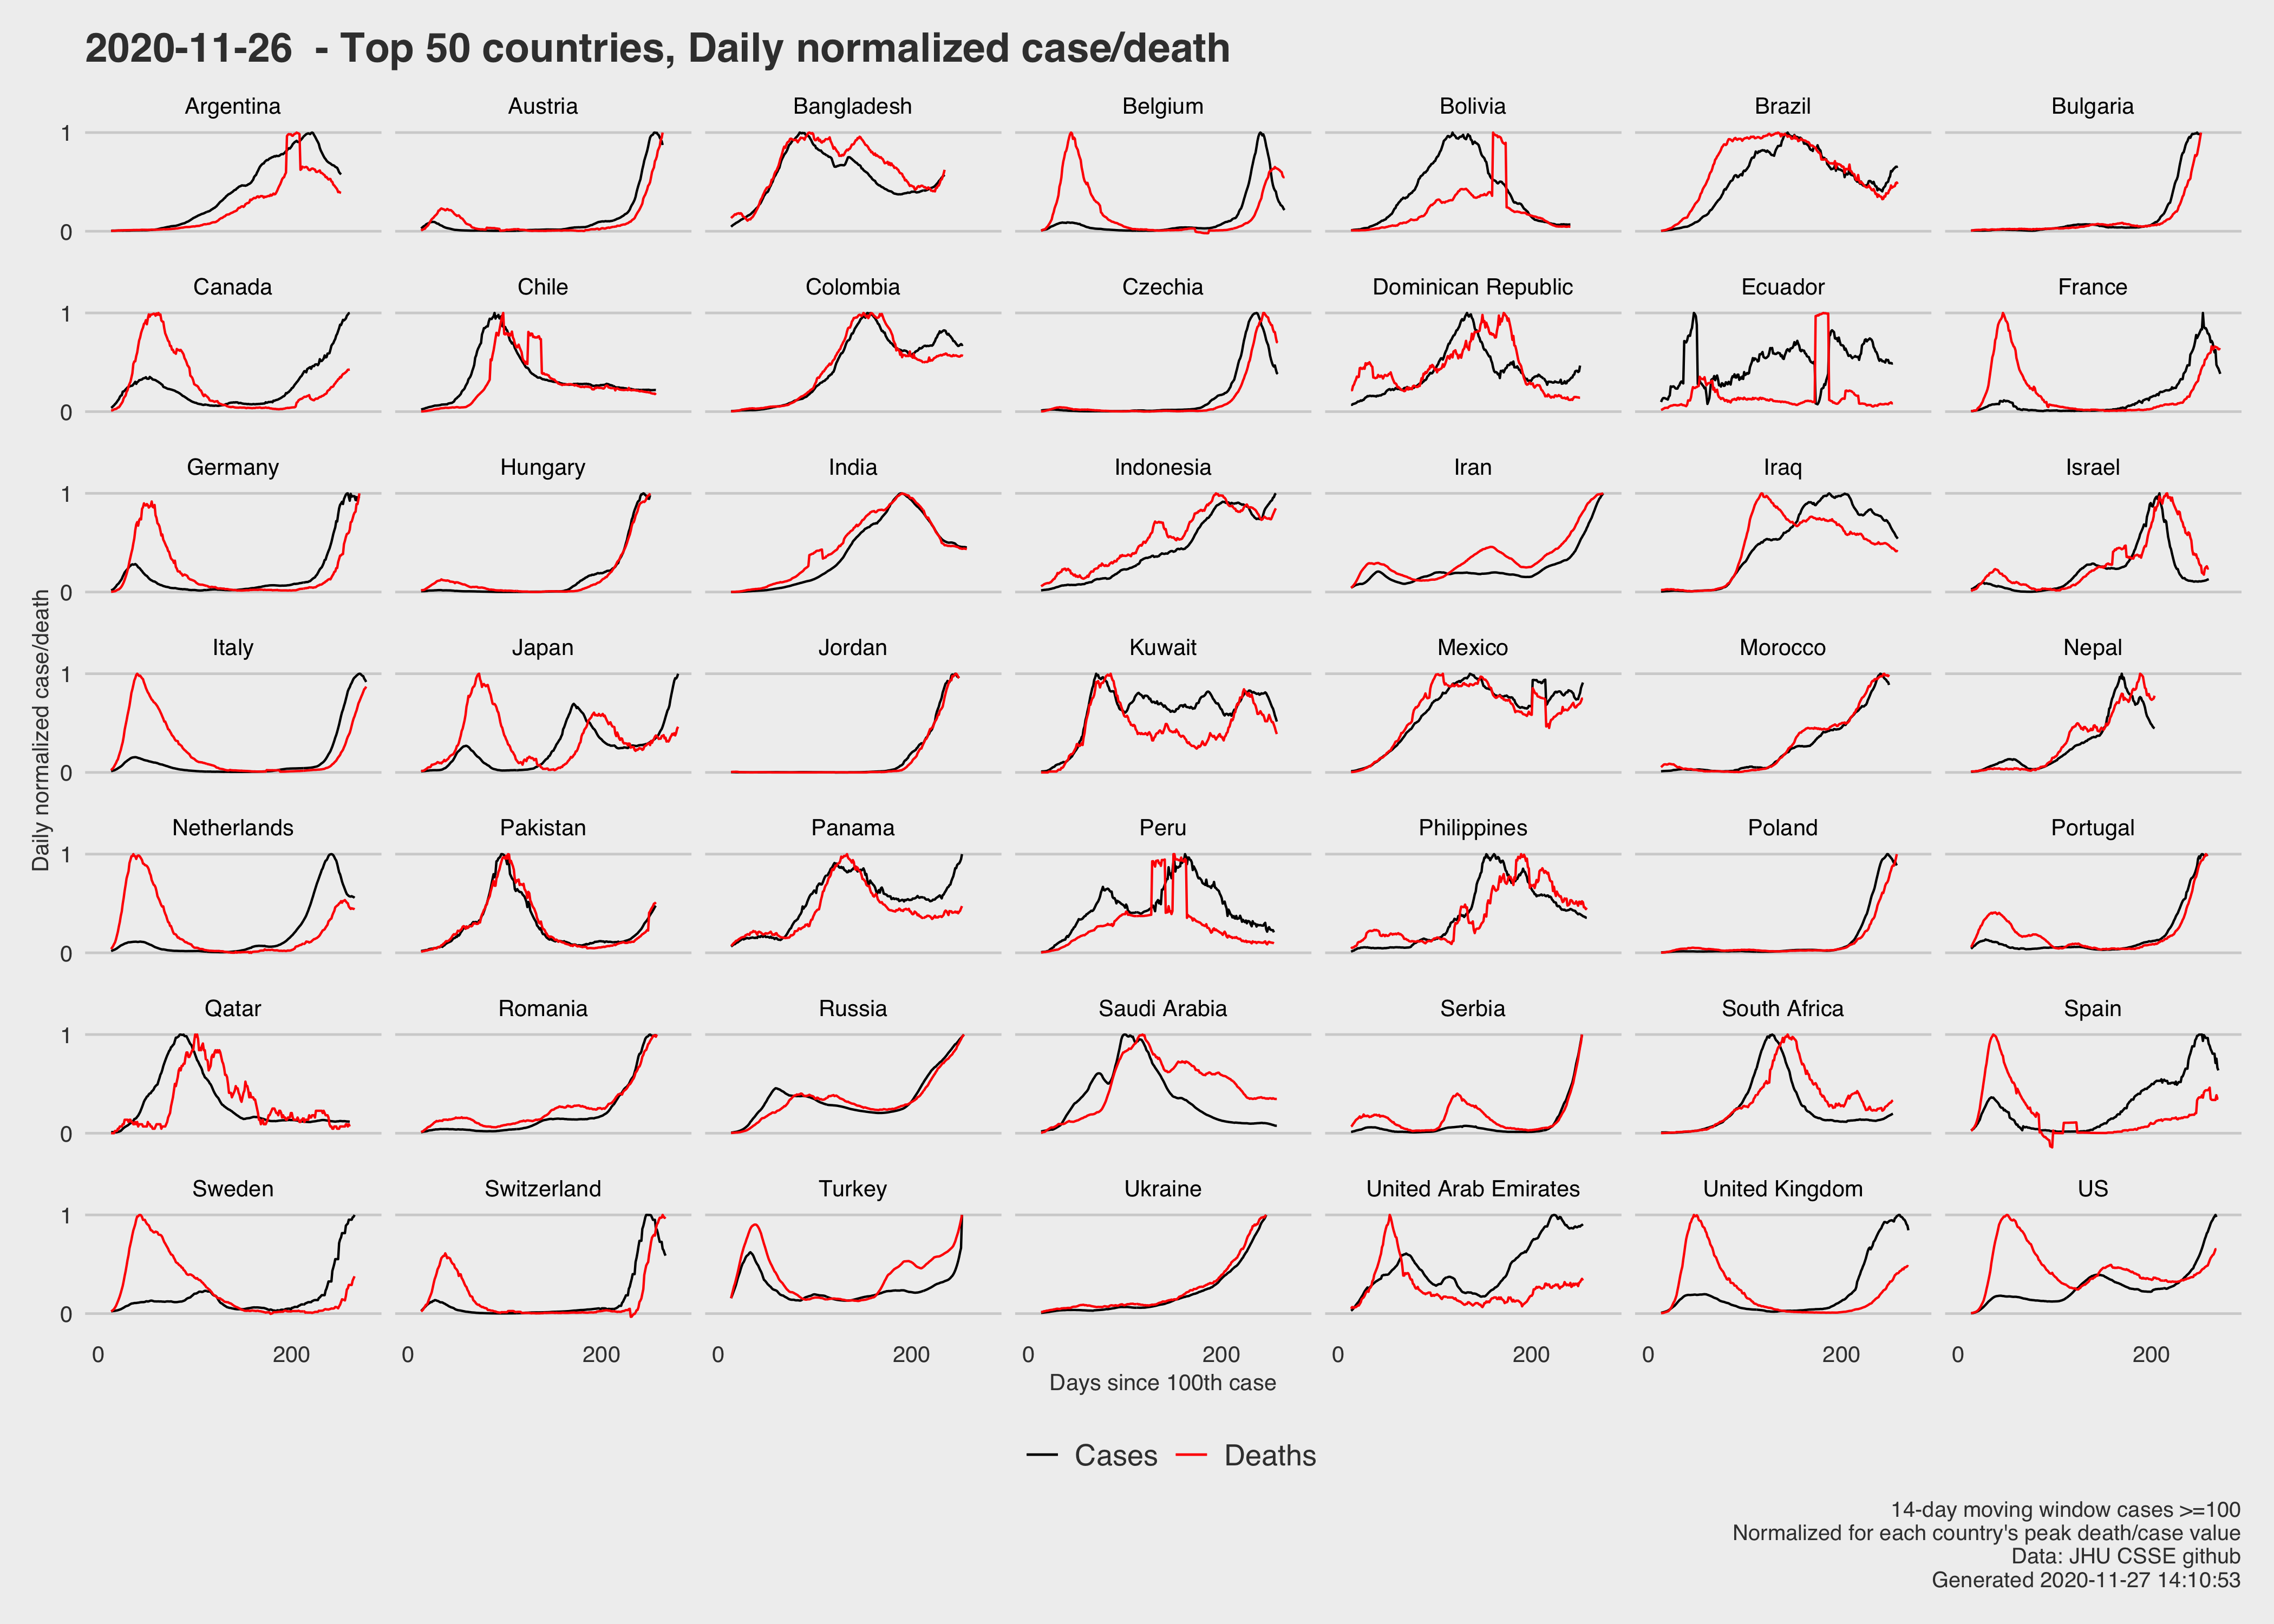 2020-11-26  - Top 50 countries, Daily normalized case/death
Argentina Austria Bangladesh Belgium Bolivia Brazil Bulgaria
1
0
Canada Chile Colombia Czechia Dominican Republic Ecuador France
1
0
Germany Hungary India Indonesia Iran Iraq Israel
1
0
Daily normalized case/death
Italy Japan Jordan Kuwait Mexico Morocco Nepal
1
0
Netherlands Pakistan Panama Peru Philippines Poland Portugal
1
0
Qatar Romania Russia Saudi Arabia Serbia South Africa Spain
1
0
Sweden Switzerland Turkey Ukraine United Arab Emirates United Kingdom US
1
0
0 200 0 200 0 200 0 200 0 200 0 200 0 200
Days since 100th case
Cases Deaths
14-day moving window cases >=100
Normalized for each country's peak death/case value
Data: JHU CSSE github
Generated 2020-11-27 14:10:53